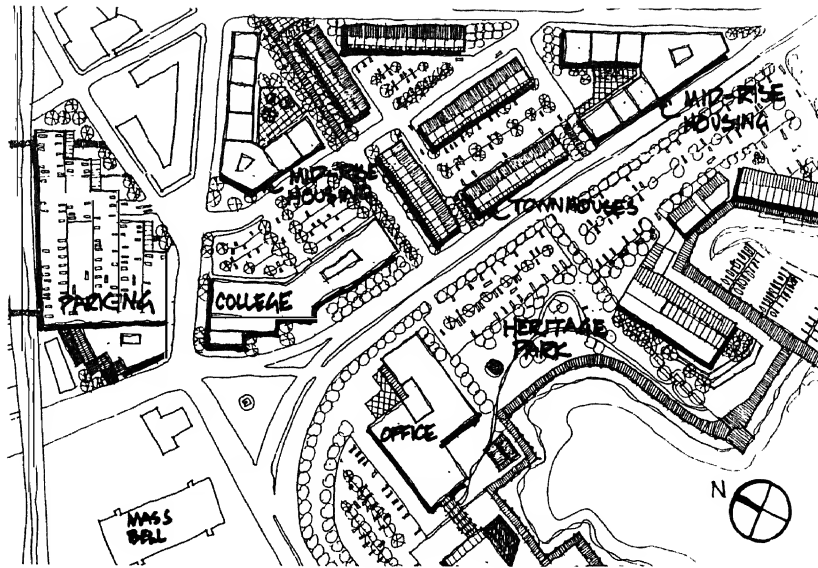 MID-RISE
HOUSING
MID-RISE
HOUSING
TOWNHOUSES
PARKING
COLLEGE
HERITAGE
PARK
OFFICE
N
MASS
BELL